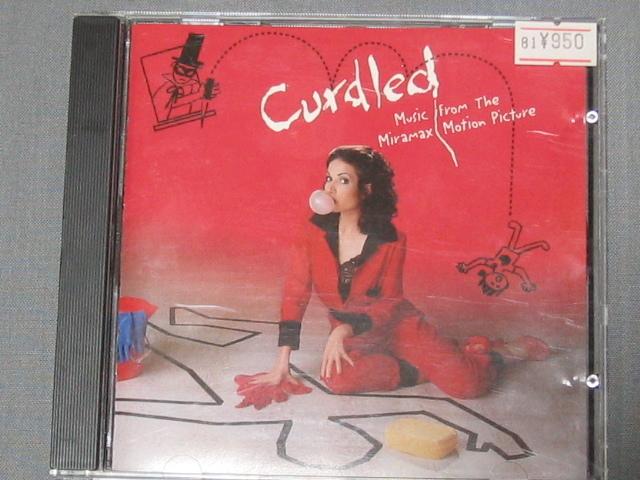 81 ¥950
Curdled
Music from The
Miramax Motion Picture